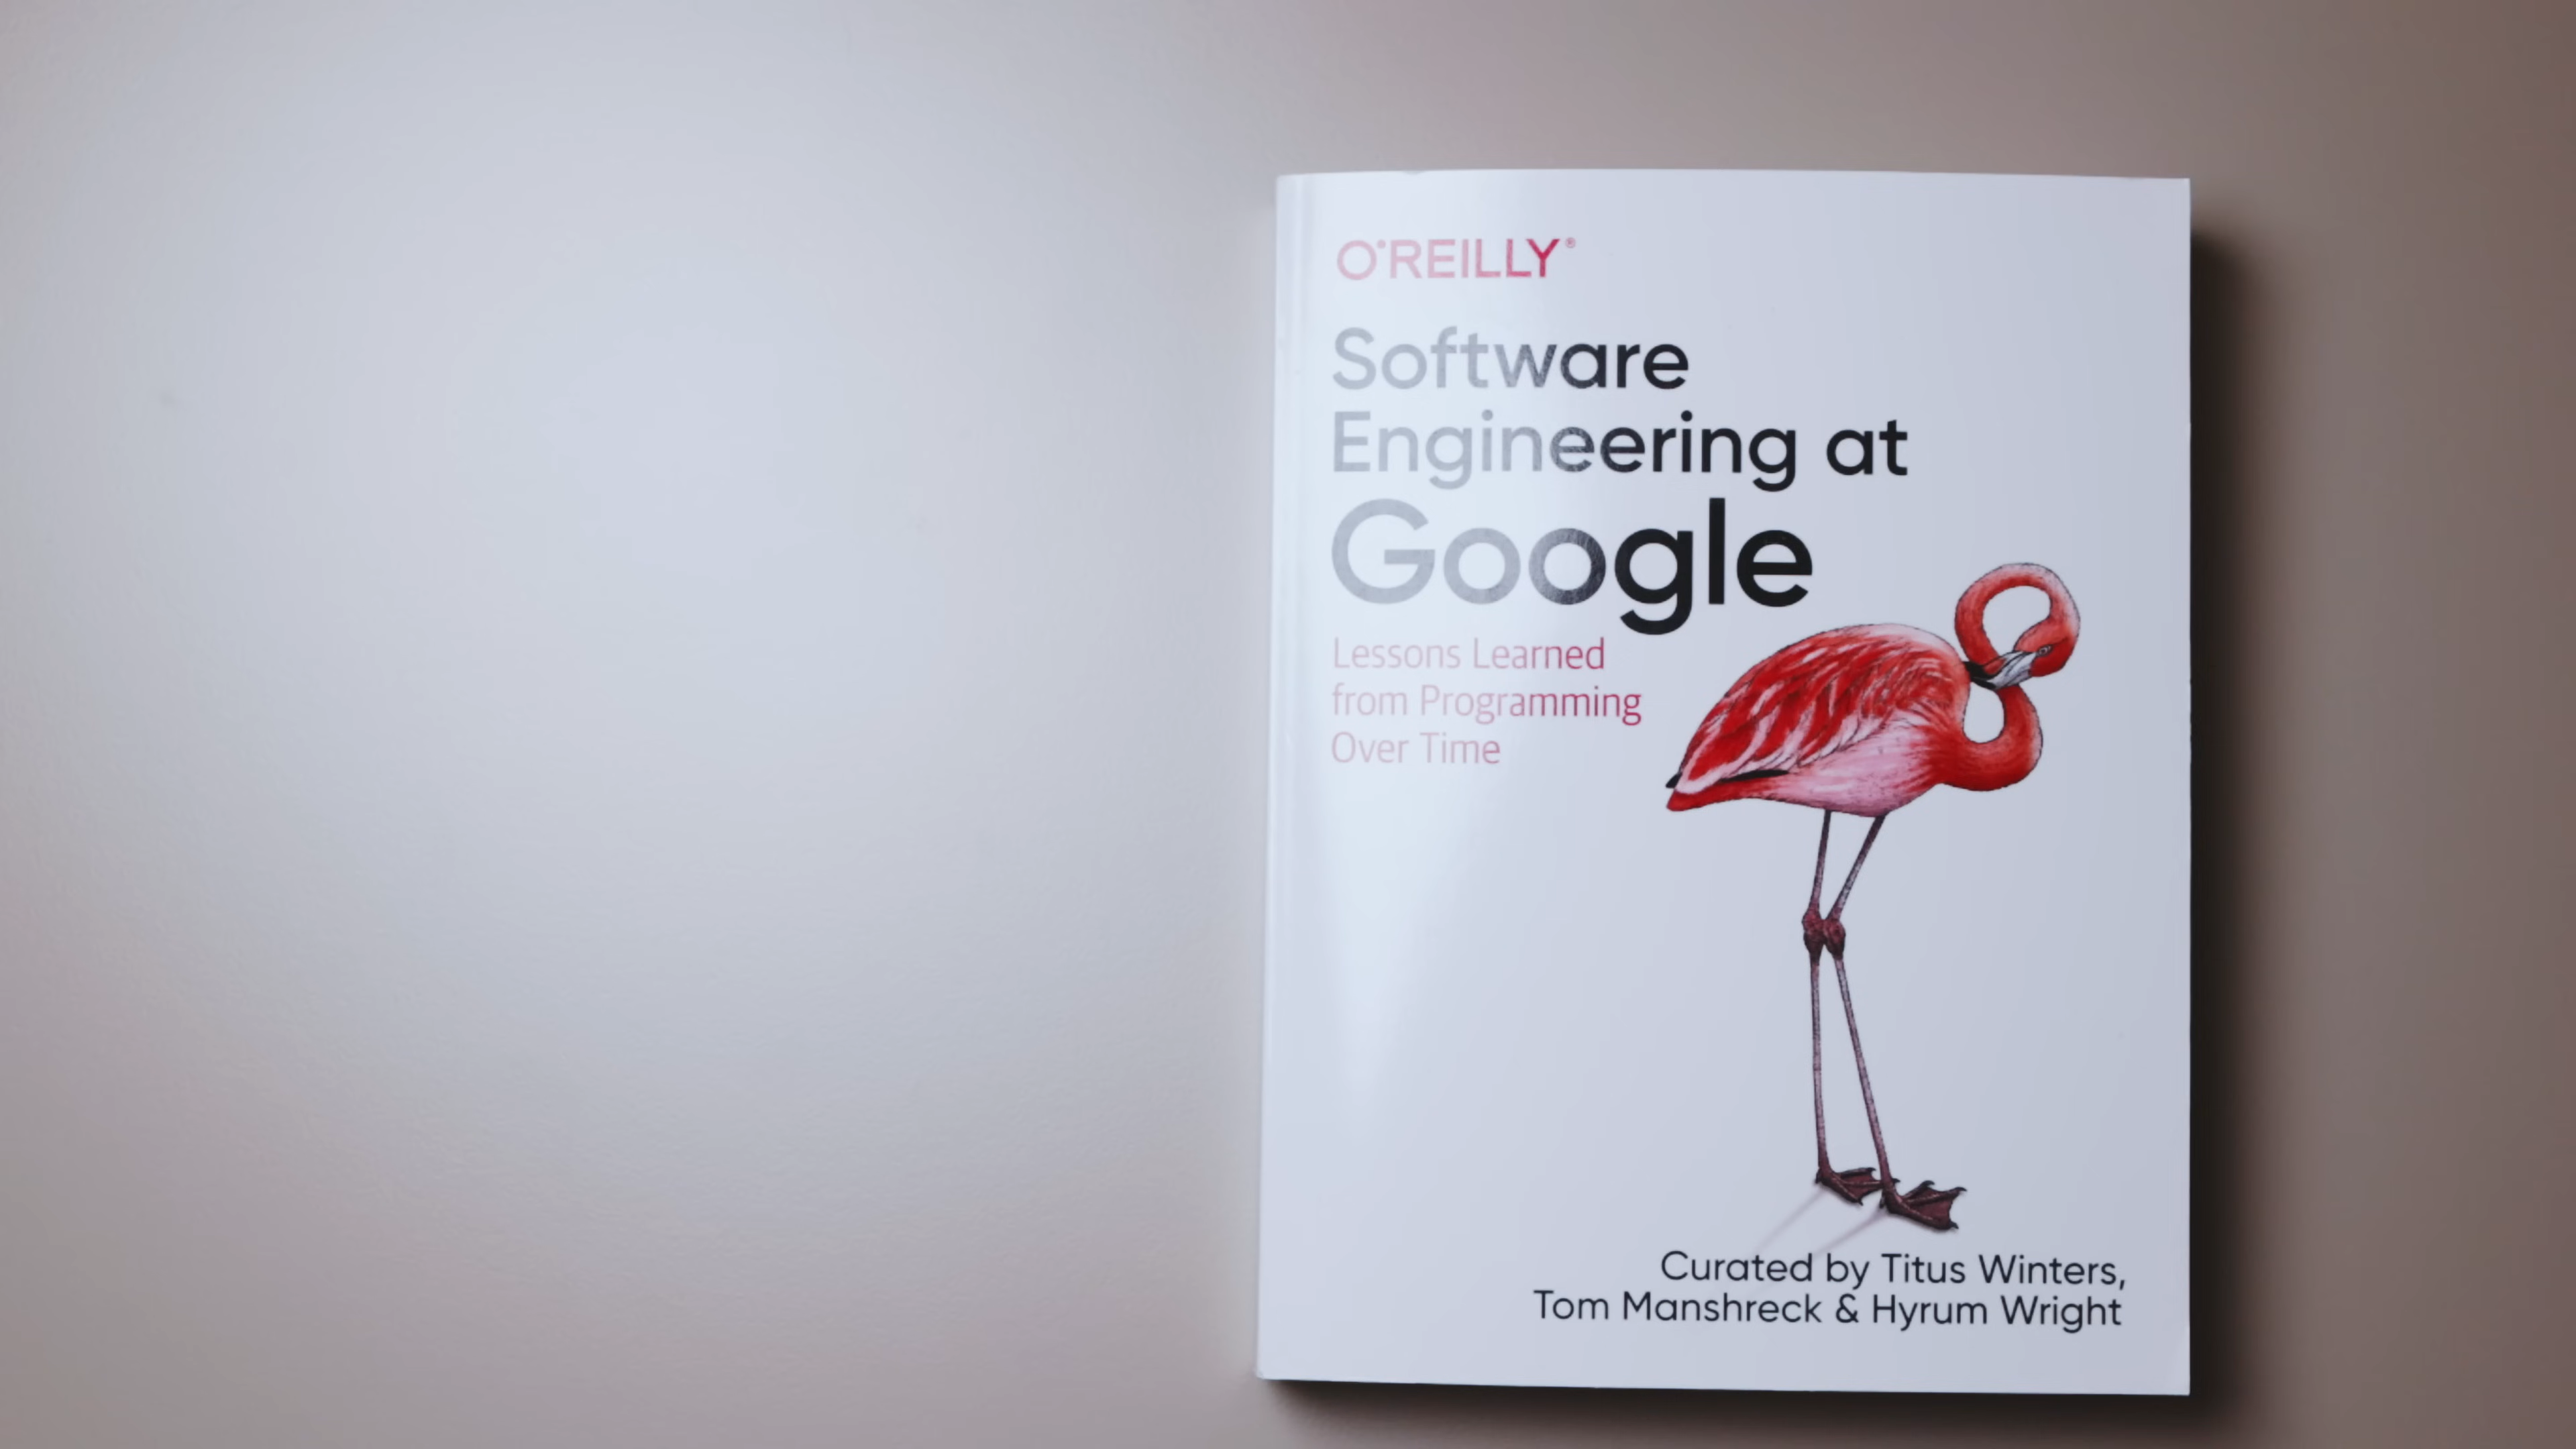 O'REILLY®
Software
Engineering at
Google
Lessons Learned
from Programming
Over Time
Curated by Titus Winters,
Tom Manshreck & Hyrum Wright